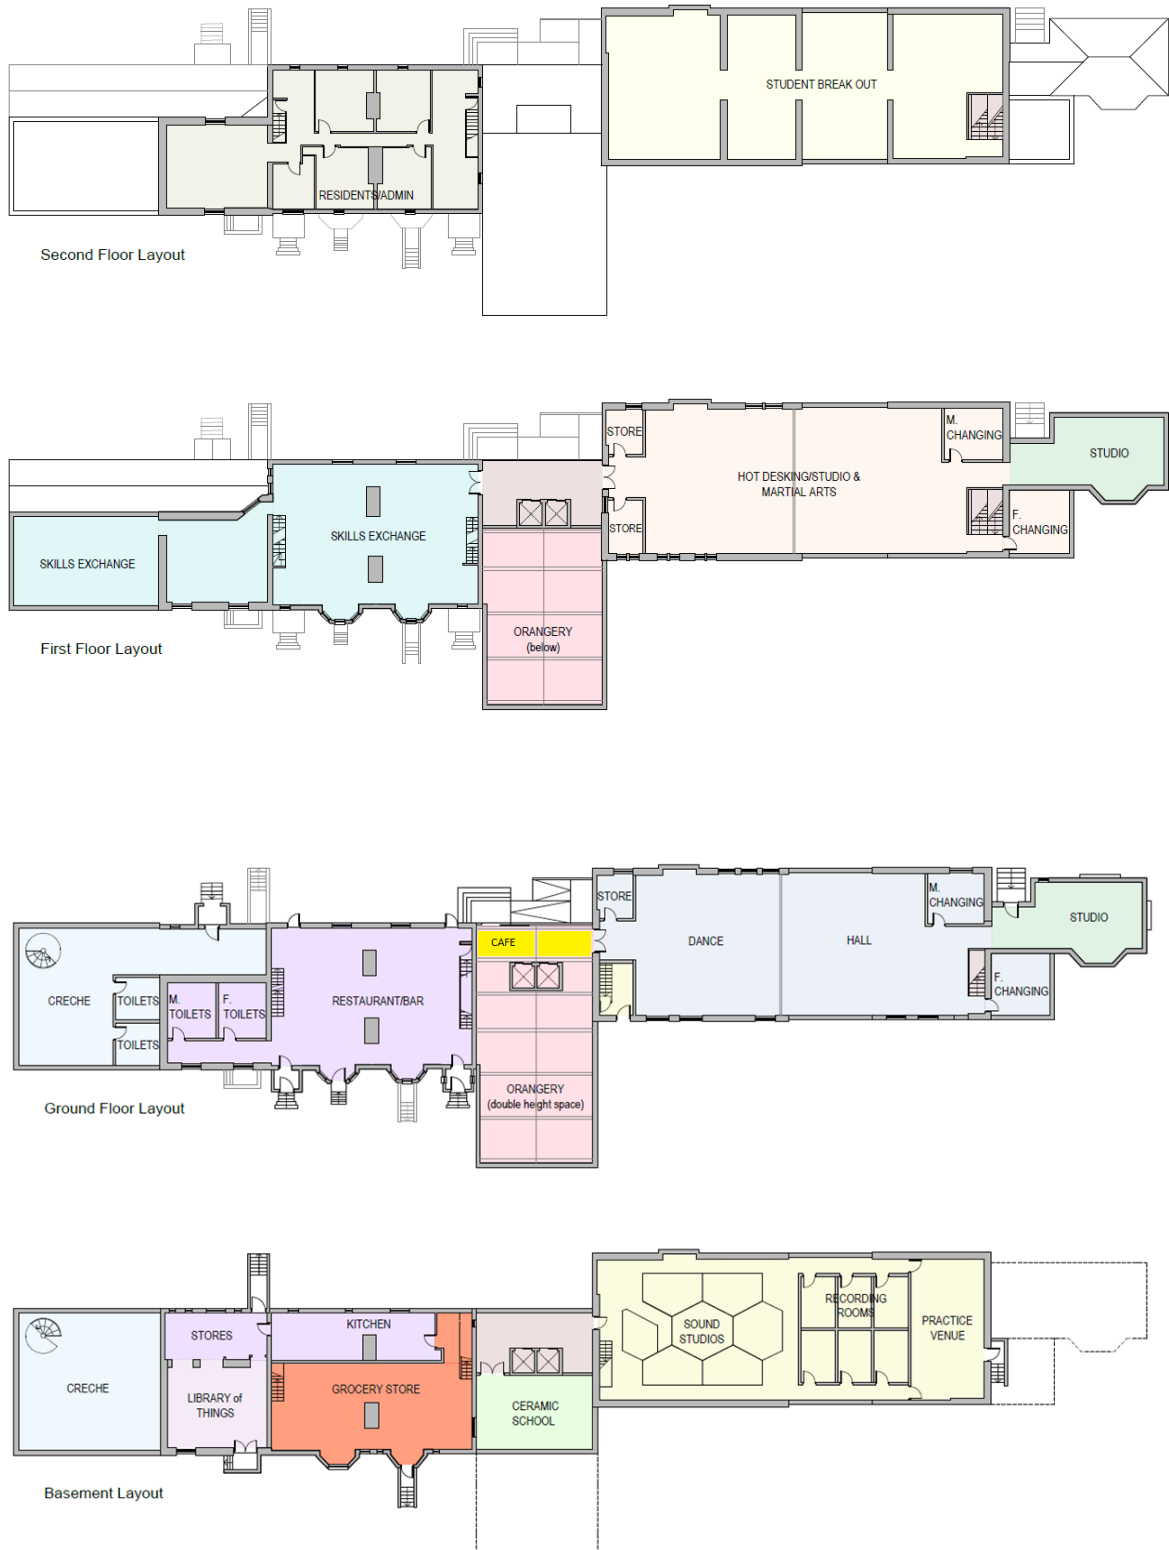 STUDENT BREAK OUT
RESIDENTS/ADMIN
Second Floor Layout
STORE
M.
CHANGING
STUDIO
HOT DESKING/STUDIO &
MARTIAL ARTS
STORE
F.
CHANGING
SKILLS EXCHANGE
SKILLS EXCHANGE
ORANGERY
(below)
First Floor Layout
STORE
M.
CHANGING
STUDIO
CAFE
DANCE
HALL
CRECHE
TOILETS
M.
TOILETS
F.
TOILETS
RESTAURANT/BAR
F.
CHANGING
TOILETS
ORANGERY
(double height space)
Ground Floor Layout
STORES
KITCHEN
SOUND
STUDIOS
RECORDING
ROOMS
PRACTICE
VENUE
CRECHE
LIBRARY of
THINGS
GROCERY STORE
CERAMIC
SCHOOL
Basement Layout